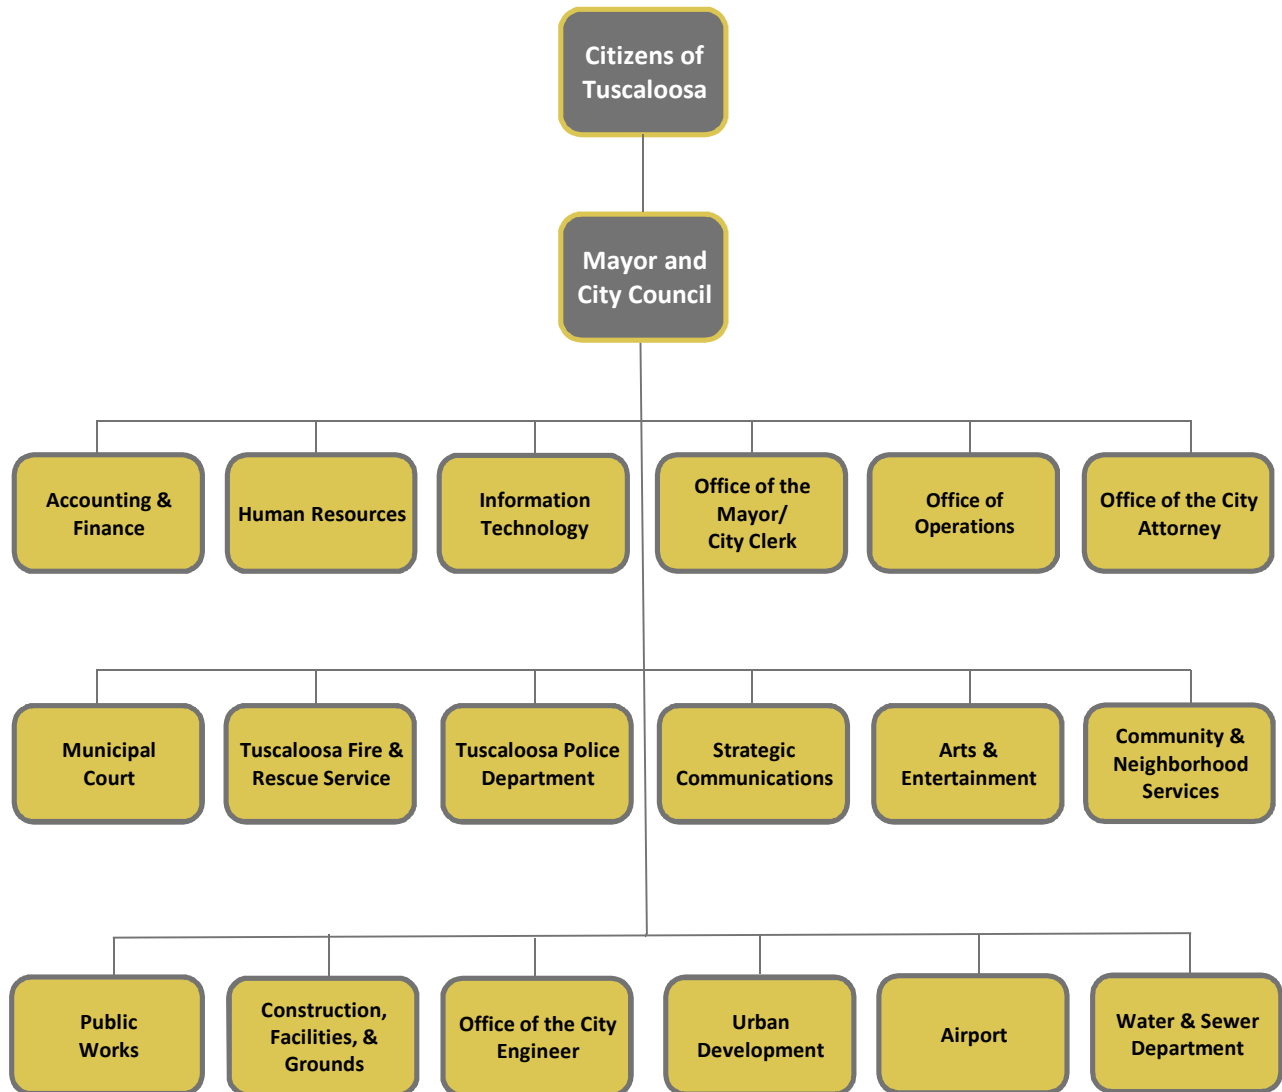 Citizens of
Tuscaloosa
Mayor and
City Council
Accounting &
Finance
Human Resources
Information
Technology
Office of the
Mayor/
City Clerk
Office of
Operations
Office of the City
Attorney
Municipal
Court
Tuscaloosa Fire &
Rescue Service
Tuscaloosa Police
Department
Strategic
Communications
Arts &
Entertainment
Community &
Neighborhood
Services
Public
Works
Construction,
Facilities, &
Grounds
Office of the City
Engineer
Urban
Development
Airport
Water & Sewer
Department